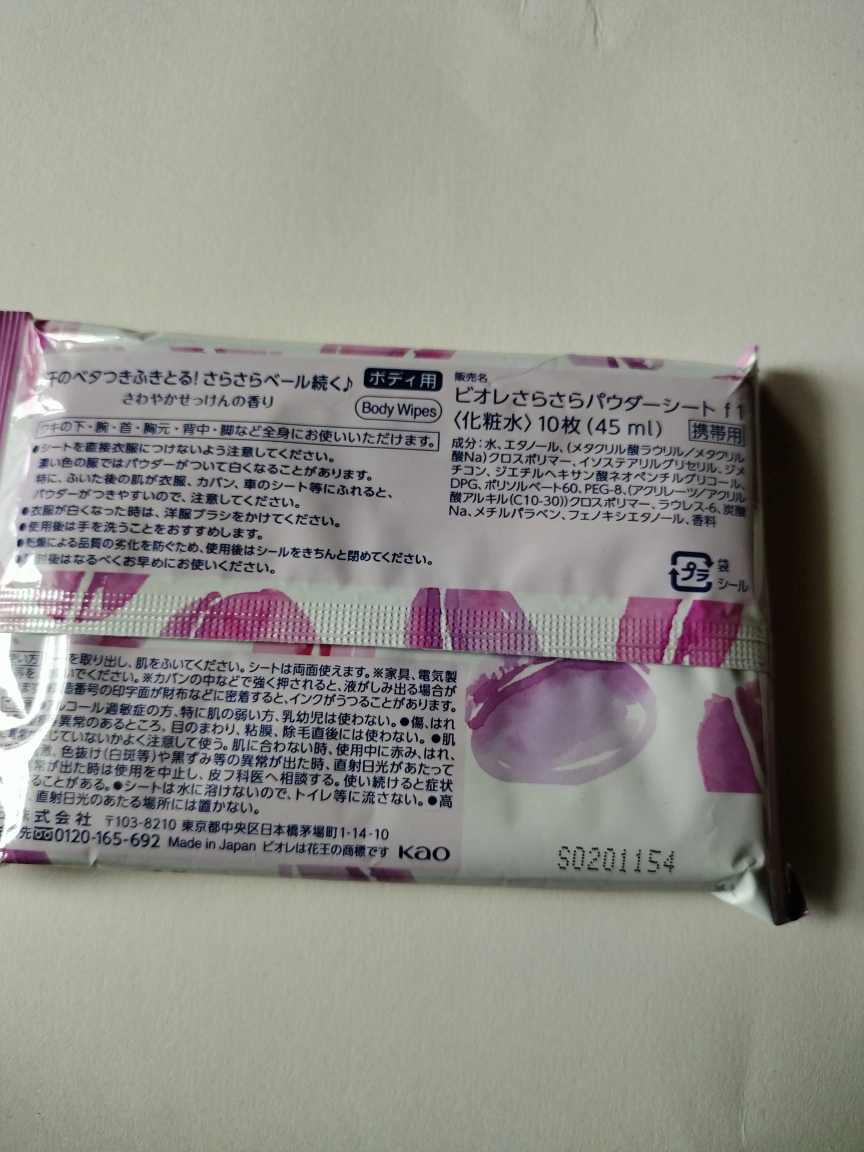 汗のベタつきふきとる!さらさらベール続く♪
ボディ用
さわやかせっけんの香り
Body Wipes
ワキの下・腕・首・胸元・背中・脚など全身にお使いいただけます。
●シートを直接衣服につけないよう注意してください。
濃い色の服ではパウダーがついて白くなることがあります。
特に、ふいた後の肌が衣服、カバン、車のシート等にふれると、
パウダーがつきやすいので、注意してください。
●衣服が白くなった時は、洋服ブラシをかけてください。
●使用後は手を洗うことをおすすめします。
●乾燥による品質の劣化を防ぐため、使用後はシールをきちんと閉めてください。
●開封後はなるべくお早めにお使いください。
販売名
ビオレさらさらパウダーシート f1
〈化粧水〉10枚(45 ml)
携帯用
成分:水、エタノール、(メタクリル酸ラウリル/メタクリル
酸Na)クロスポリマー、イソステアリルグリセリル、ジメ
チコン、ジエチルヘキサン酸ネオペンチルグリコール、
DPG、ポリソルベート60、PEG-8、(アクリレーツ/アクリル
酸アルキル(C10-30))クロスポリマー、ラウレス-6、炭酸
Na、メチルパラベン、フェノキシエタノール、香料
プラ
袋
シール
を取り出し、肌をふいてください。シートは両面使えます。※家具、電気製
等を いでください。※カバンの中などで強く押されると、液がしみ出る場合が
ます 造番号の印字面が財布などに密着すると、インクがうつることがあります。
アルコール過敏症の方、特に肌の弱い方、乳幼児は使わない。●傷、はれ
異常のあるところ、目のまわり、粘膜、除毛直後には使わない。●肌
じていないかよく注意して使う。肌に合わない時、使用中に赤み、はれ、
激、色抜け(白斑等)や黒ずみ等の異常が出た時、直射日光があたって
常が出た時は使用を中止し、皮フ科医へ相談する。使い続けると症状
ることがある。●シートは水に溶けないので、トイレ等に流さない。●高
、直射日光のあたる場所には置かない。
式会社 〒103-8210 東京都中央区日本橋茅場町1-14-10
先 0120-165-692 Made in Japan ビオレは花王の商標です Kao
S0201154